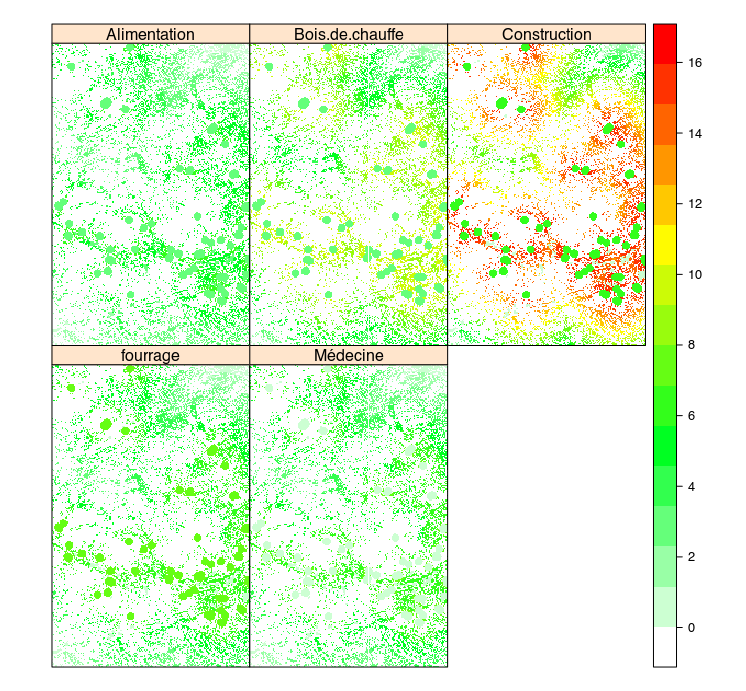 Alimentation
Bois.de.chauffe
Construction
fourrage
Médecine
16
14
12
10
8
6
4
2
0